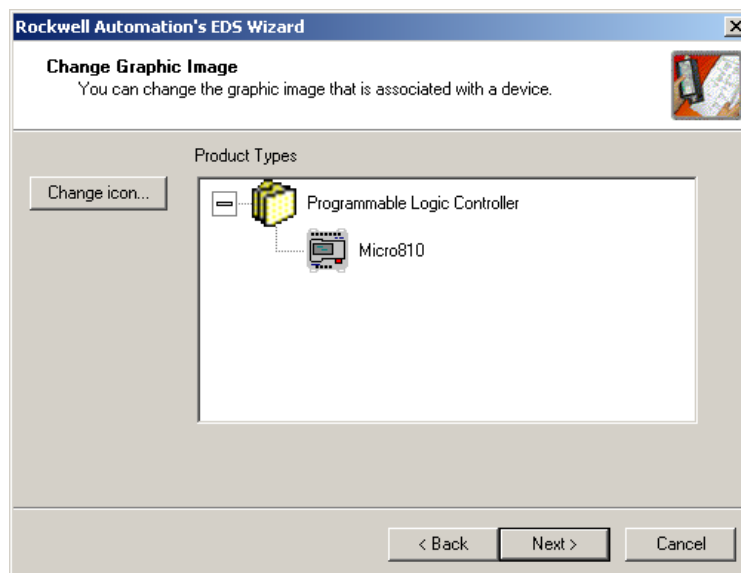 Rockwell Automation's EDS Wizard
Change Graphic Image
You can change the graphic image that is associated with a device.
Product Types
Change icon...
Programmable Logic Controller
Micro810
< Back
Next >
Cancel